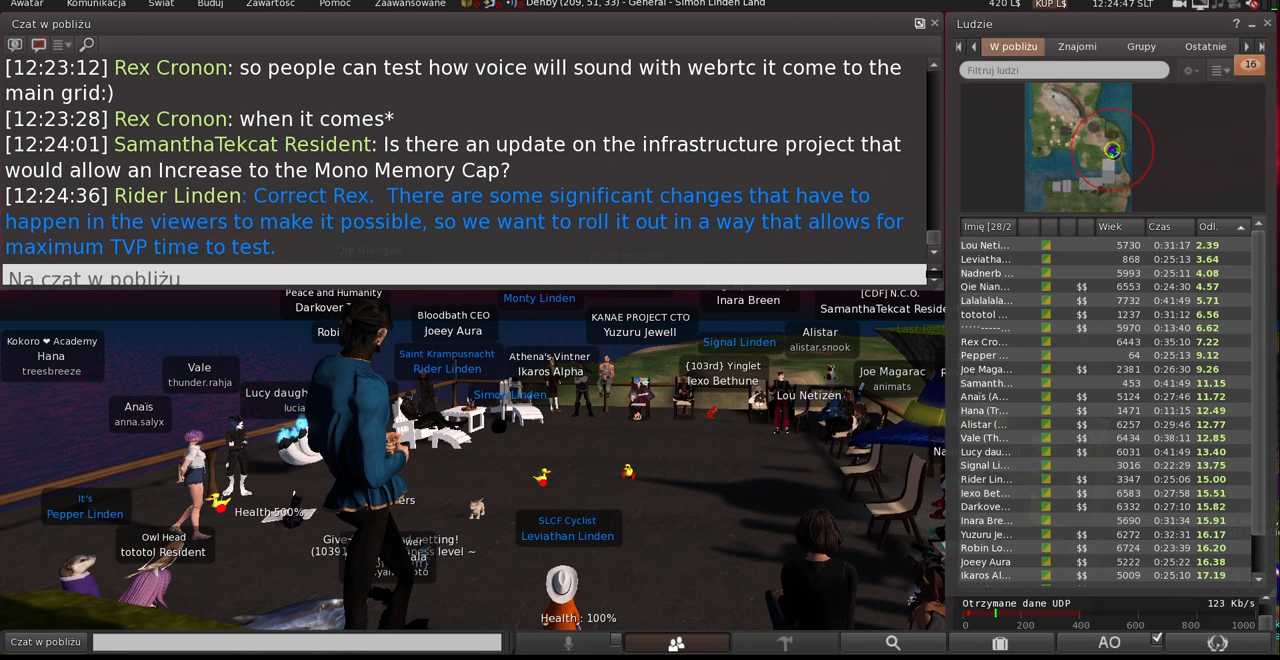 Awatar Komunikacja Świat Buduj Zawartość Pomoc Zaawansowane Denby (209, 51, 33) - General - Simon Linden Land 420 L$ KUP L$ 12:24:47 SLT
Czat w pobliżu
[12:23:12] Rex Cronon: so people can test how voice will sound with webrtc it come to the
main grid:)
[12:23:28] Rex Cronon: when it comes*
[12:24:01] SamanthaTekcat Resident: Is there an update on the infrastructure project that
would allow an Increase to the Mono Memory Cap?
[12:24:36] Rider Linden: Correct Rex. There are some significant changes that have to
happen in the viewers to make it possible, so we want to roll it out in a way that allows for
maximum TVP time to test.
Na czat w pobliżu
Peace and Humanity
Darkover
Monty Linden
Inara Breen
[CDF] N.C.O.
SamanthaTekcat Reside
Robi
Bloodbath CEO
Joeey Aura
KANAE PROJECT CTO
Yuzuru Jewell
Signal Linden
Alistar
alistar.snook
Kokoro ❤ Academy
Hana
treesbreeze
Vale
thunder.rahja
Saint Krampusnacht
Rider Linden
Athena's Vintner
Ikaros Alpha
{103rd} Yinglet
Iexo Bethune
Joe Magarac
animats
Lucy daugh
lucia
Simon Linden
Lou Netizen
Anaïs
anna.salyx
It's
Pepper Linden
Health 500%
Owl Head
tototol Resident
SLCF Cyclist
Leviathan Linden
Health : 100%
Czat w pobliżu
Ludzie
? _ ×
W pobliżu Znajomi Grupy Ostatnie
Filtruj ludzi
16
Imię [28/2 Wiek Czas Odl.
Lou Neti... 5730 0:31:17 2.39
Leviatha... 868 0:25:13 3.64
Nadnerb ... 5993 0:25:11 4.08
Qie Nian... $$ 6553 0:24:30 4.57
Lalalalala... $$ 7732 0:41:49 5.71
tototol ... $$ 1237 0:31:12 6.56
'''''-----... $$ 5970 0:13:40 6.62
Rex Cro... 6443 0:35:10 7.22
Pepper ... 64 0:25:13 9.12
Joe Maga... $$ 2381 0:26:30 9.26
Samanth... 453 0:41:49 11.15
Anaïs (A... $$ 5124 0:27:46 11.72
Hana (Tr... $$ 1471 0:11:15 12.49
Alistar (... $$ 6257 0:29:46 12.77
Vale (Th... $$ 6434 0:38:11 12.85
Lucy dau... $$ 6031 0:41:49 13.40
Signal Li... 3016 0:22:29 13.75
Rider Lin... $$ 3347 0:25:06 15.00
Iexo Bet... $$ 6583 0:27:58 15.51
Darkove... $$ 6332 0:27:10 15.82
Inara Bre... 5690 0:31:34 15.91
Yuzuru Je... $$ 6272 0:32:31 16.17
Robin Lo... $$ 6724 0:23:39 16.20
Joeey Aura $$ 5222 0:25:22 16.38
Ikaros Al... $$ 5009 0:25:10 17.19
Otrzymane dane UDP 123 Kb/s
0 200 400 600 800 1000
AO